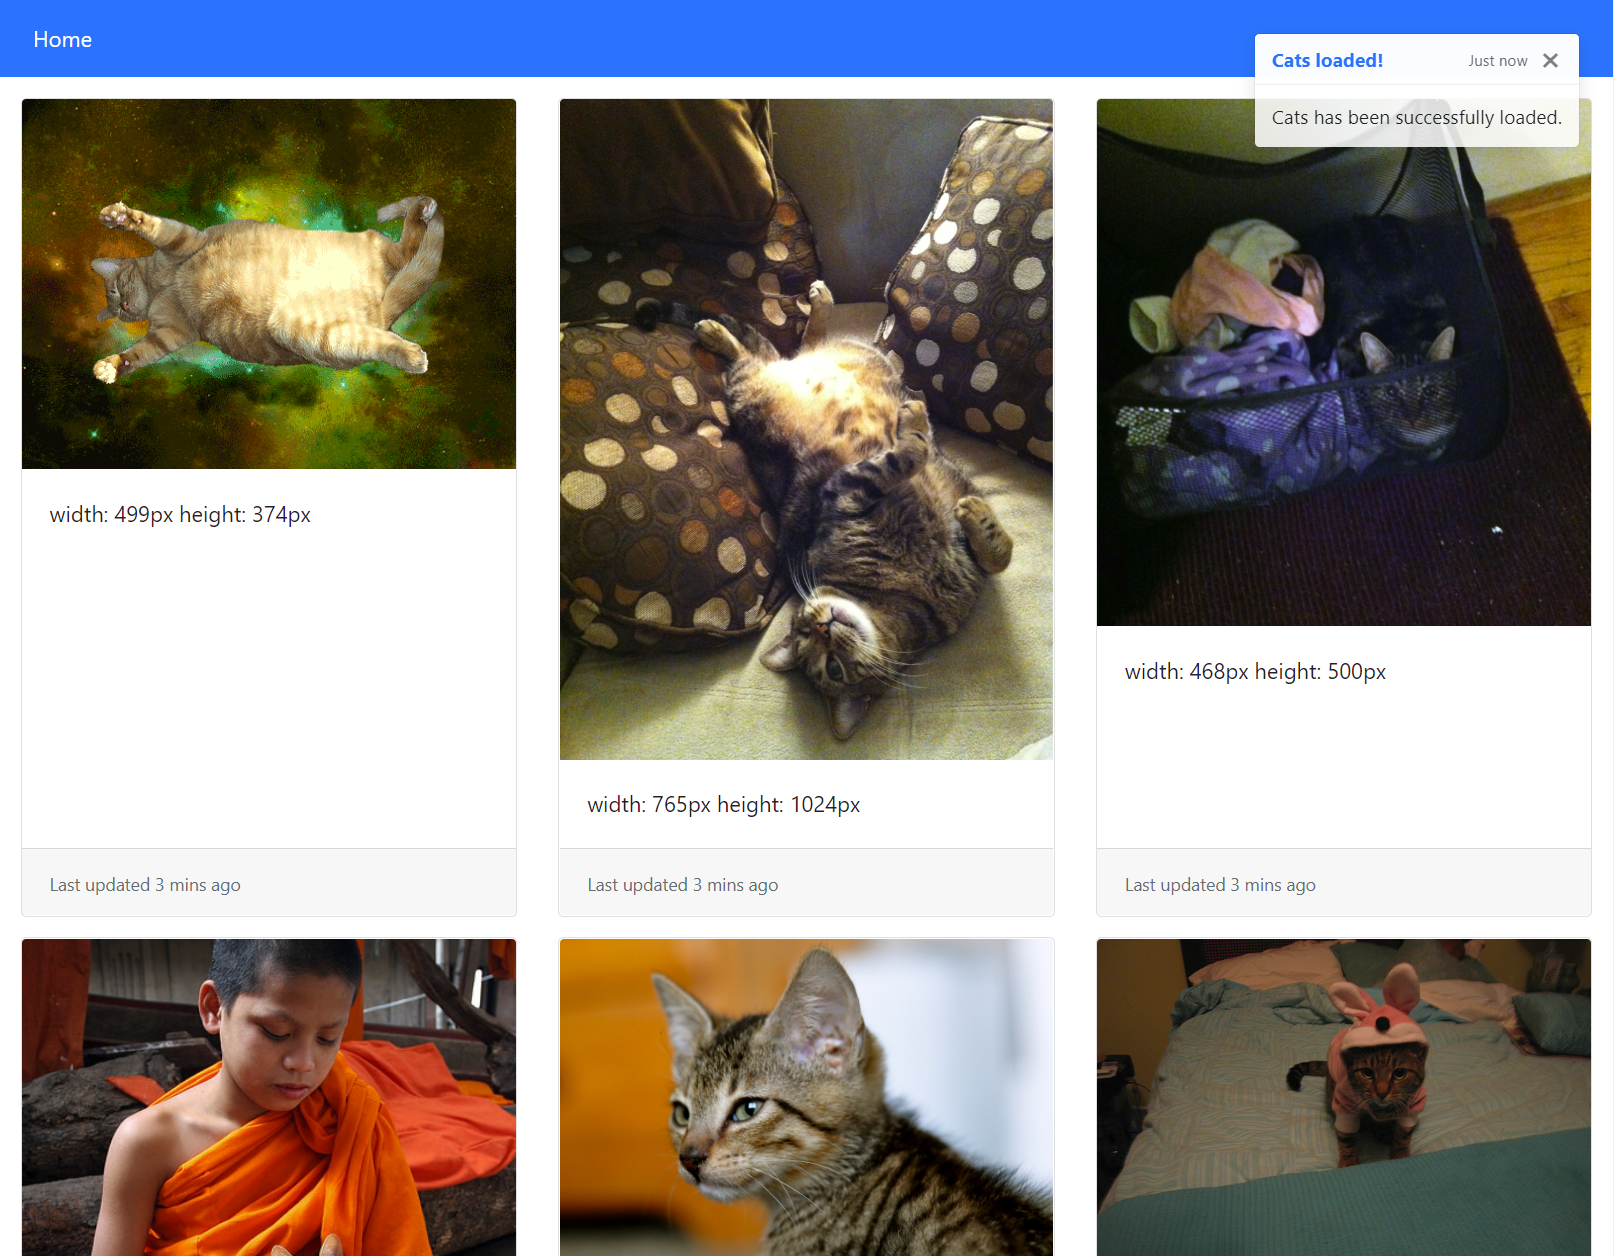 Home
Cats loaded! Just now
Cats has been successfully loaded.
width: 499px height: 374px
width: 765px height: 1024px
width: 468px height: 500px
Last updated 3 mins ago
Last updated 3 mins ago
Last updated 3 mins ago